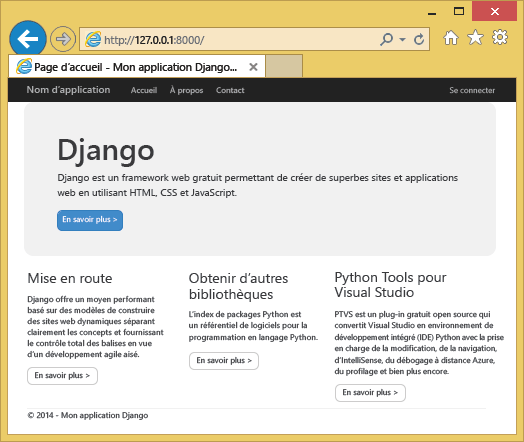 http://127.0.0.1:8000/
Page d'accueil - Mon application Django...
Nom d'application Accueil À propos Contact Se connecter
Django
Django est un framework web gratuit permettant de créer de superbes sites et applications
web en utilisant HTML, CSS et JavaScript.
En savoir plus >
Mise en route
Django offre un moyen performant
basé sur des modèles de construire
des sites web dynamiques séparant
clairement les concepts et fournissant
le contrôle total des balises en vue
d'un développement agile aisé.
En savoir plus >
Obtenir d'autres
bibliothèques
L'index de packages Python est
un référentiel de logiciels pour la
programmation en langage Python.
En savoir plus >
Python Tools pour
Visual Studio
PTVS est un plug-in gratuit open source qui
convertit Visual Studio en environnement de
développement intégré (IDE) Python avec la prise
en charge de la modification, de la navigation,
d'IntelliSense, du débogage à distance Azure,
du profilage et bien plus encore.
En savoir plus >
© 2014 - Mon application Django